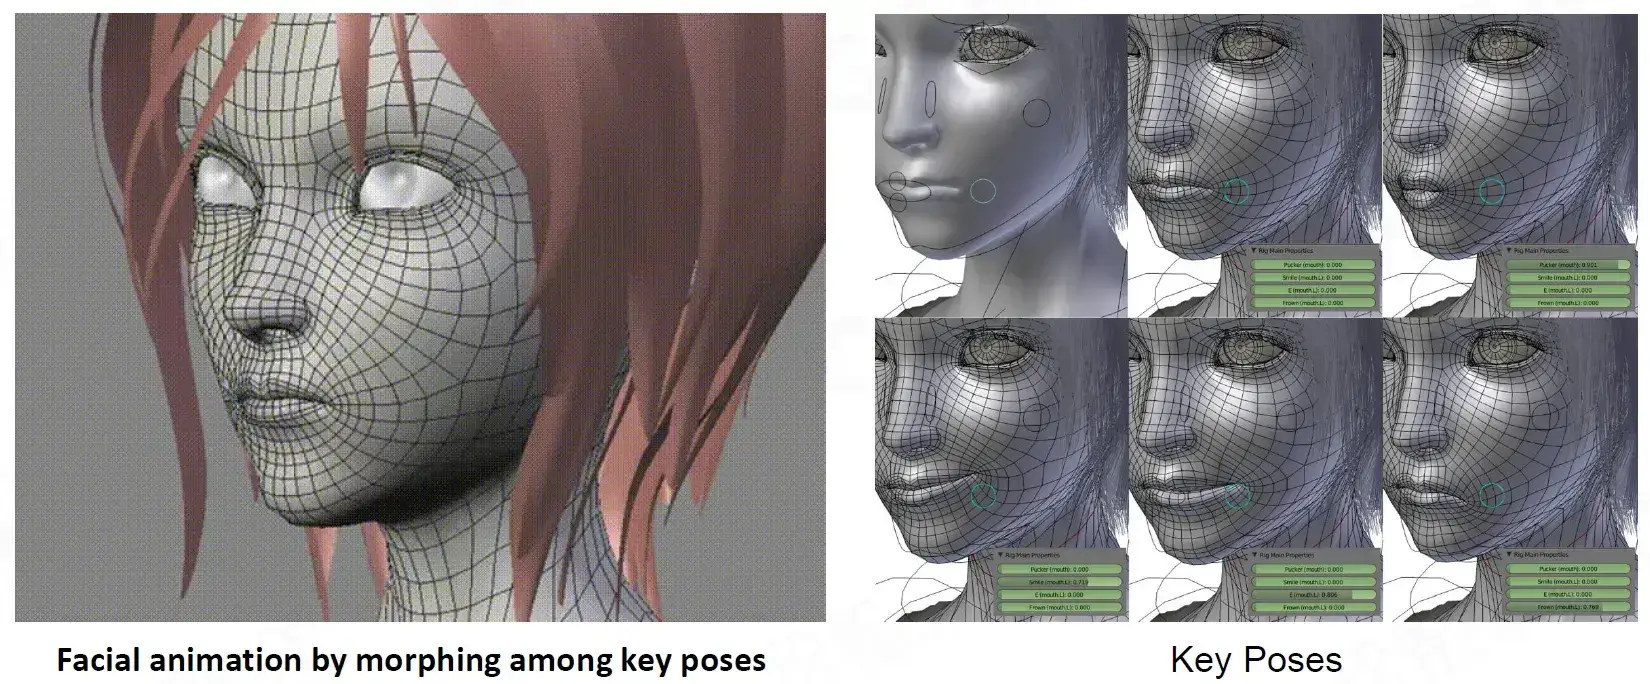 Rig Main Properties
Pucker (mouth): 0.000
Smile (mouth.L): 0.000
E (mouth.L): 0.000
Frown (mouth.L): 0.000
Rig Main Properties
Pucker (mouth): 0.901
Smile (mouth.L): 0.000
E (mouth.L): 0.000
Frown (mouth.L): 0.000
Rig Main Properties
Pucker (mouth): 0.000
Smile (mouth.L): 0.719
E (mouth.L): 0.000
Frown (mouth.L): 0.000
Rig Main Properties
Pucker (mouth): 0.000
Smile (mouth.L): 0.000
E (mouth.L): 0.806
Frown (mouth.L): 0.000
Rig Main Properties
Pucker (mouth): 0.000
Smile (mouth.L): 0.000
E (mouth.L): 0.000
Frown (mouth.L): 0.760
Facial animation by morphing among key poses
Key Poses